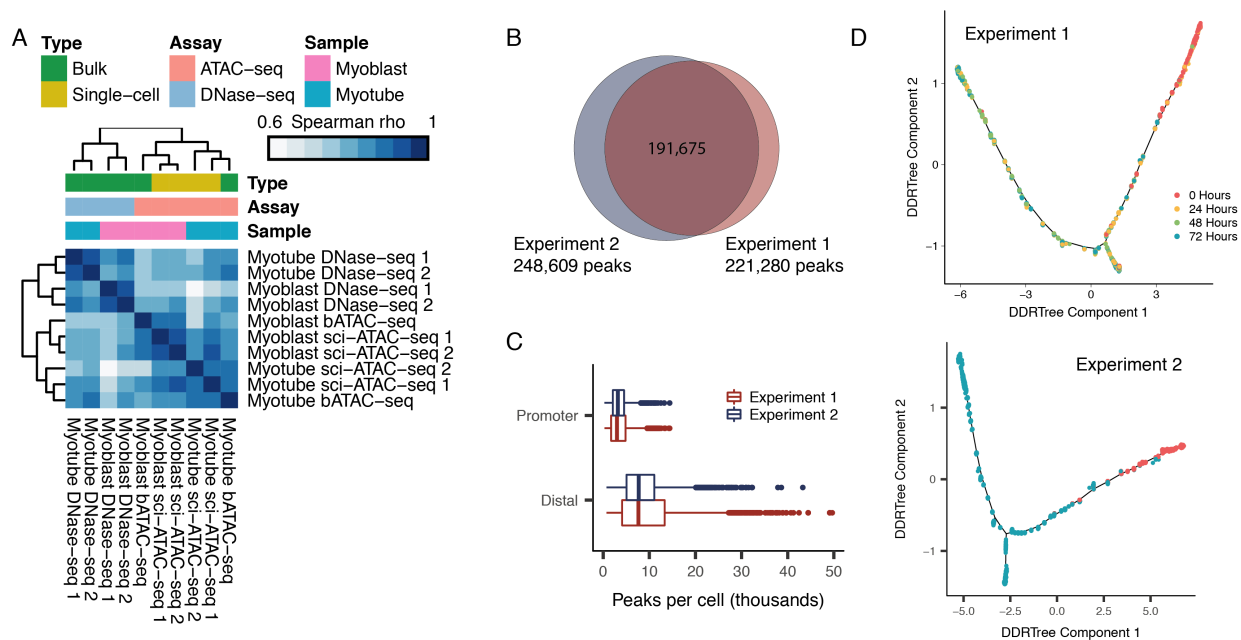 A
Type
Bulk
Single−cell
Assay
ATAC−seq
DNase−seq
Sample
Myoblast
Myotube
0.6 Spearman rho 1
Type
Assay
Sample
Myotube DNase−seq 1
Myotube DNase−seq 2
Myoblast DNase−seq 1
Myoblast DNase−seq 2
Myoblast bATAC−seq
Myoblast sci−ATAC−seq 1
Myoblast sci−ATAC−seq 2
Myotube sci−ATAC−seq 2
Myotube sci−ATAC−seq 1
Myotube bATAC−seq
Myotube DNase−seq 1
Myotube DNase−seq 2
Myoblast DNase−seq 1
Myoblast DNase−seq 2
Myoblast bATAC−seq
Myoblast sci−ATAC−seq 1
Myoblast sci−ATAC−seq 2
Myotube sci−ATAC−seq 2
Myotube sci−ATAC−seq 1
Myotube bATAC−seq
B
191,675
Experiment 2
248,609 peaks
Experiment 1
221,280 peaks
C
Promoter
Distal
Experiment 1
Experiment 2
0 10 20 30 40 50
Peaks per cell (thousands)
D
Experiment 1
DDRTree Component 2
1
0
−1
0 Hours
24 Hours
48 Hours
72 Hours
−6 −3 0 3
DDRTree Component 1
Experiment 2
DDRTree Component 2
1
0
−1
−5.0 −2.5 0.0 2.5 5.0
DDRTree Component 1